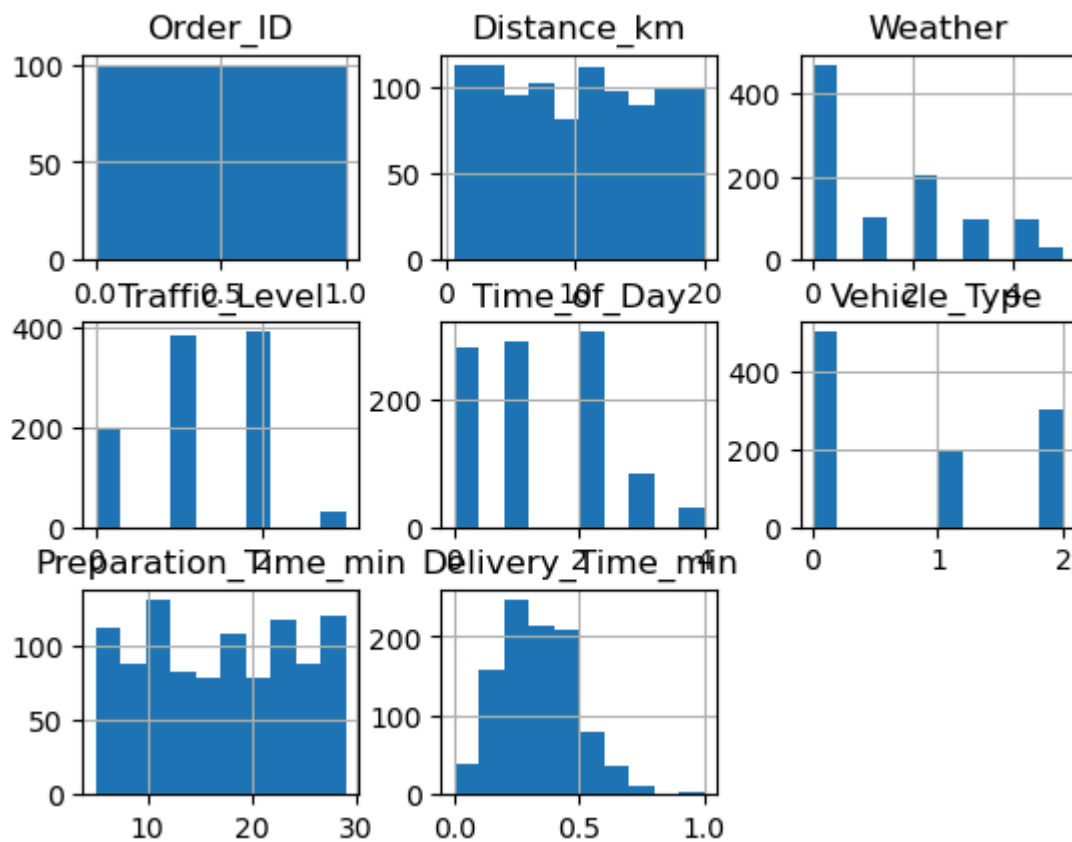 Order_ID Distance_km Weather
100 50 0 100 50 0 400 200 0
0.0 0.5 1.0 0 10 20 0 2 4
Traffic_Level Time_of_Day Vehicle_Type
400 200 0 200 0 400 200 0
0 2 0 2 4 0 1 2
Preparation_Time_min Delivery_Time_min
100 50 0 200 100 0
10 20 30 0.0 0.5 1.0